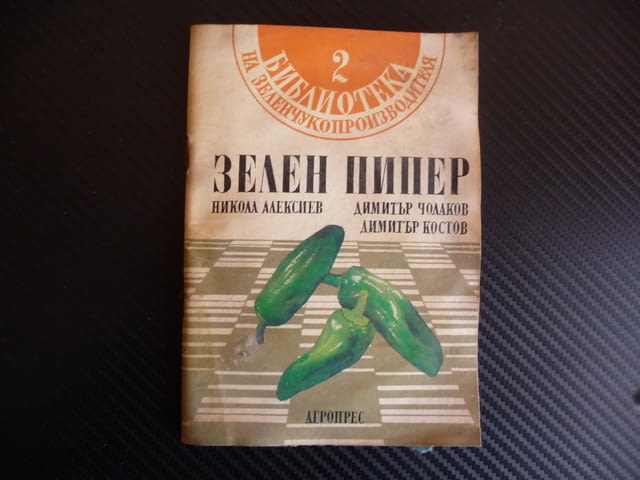 2
БИБЛИОТЕКА
НА ЗЕЛЕНЧУКОПРОИЗВОДИТЕЛЯ
ЗЕЛЕН ПИПЕР
НИКОЛА АЛЕКСИЕВ ДИМИТЪР ЧОЛАКОВ
ДИМИТЪР КОСТОВ
АГРОПРЕС